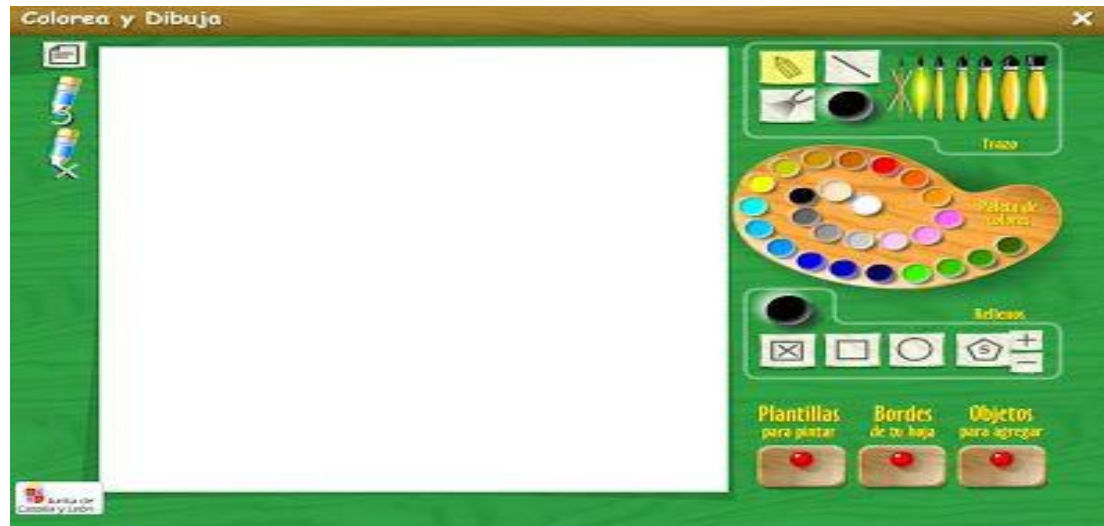 Colorea y Dibuja
Trazo
Paleta de
colores
Rellenos
5
Plantillas
para pintar
Bordes
de tu hoja
Objetos
para agregar
Junta de
Castilla y León